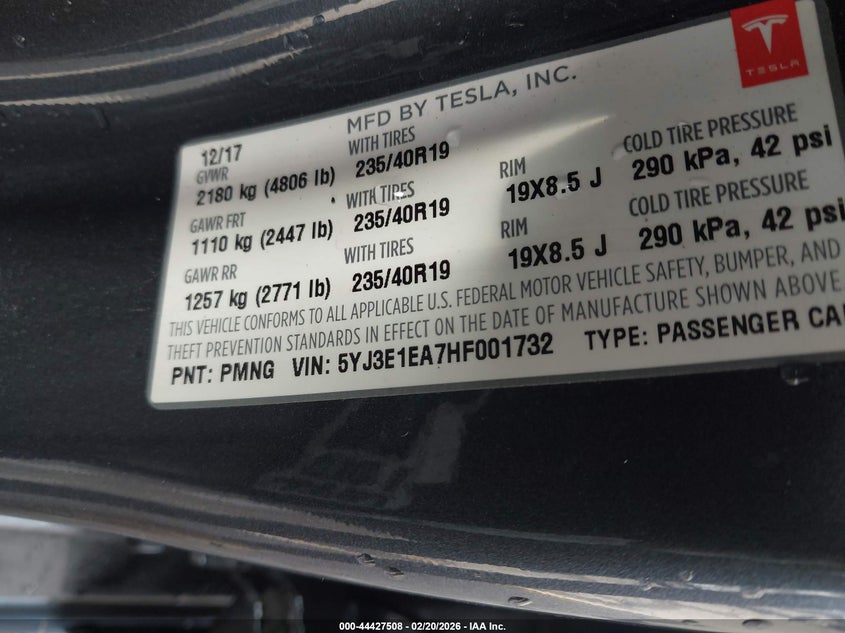 TESLA
MFD BY TESLA, INC.
12/17
GVWR
2180 kg (4806 lb)
WITH TIRES
235/40R19
RIM
19X8.5 J
COLD TIRE PRESSURE
290 kPa, 42 psi
GAWR FRT
1110 kg (2447 lb)
WITH TIRES
235/40R19
RIM
19X8.5 J
COLD TIRE PRESSURE
290 kPa, 42 psi
GAWR RR
1257 kg (2771 lb)
WITH TIRES
235/40R19
THIS VEHICLE CONFORMS TO ALL APPLICABLE U.S. FEDERAL MOTOR VEHICLE SAFETY, BUMPER, AND
THEFT PREVENTION STANDARDS IN EFFECT ON THE DATE OF MANUFACTURE SHOWN ABOVE
PNT: PMNG VIN: 5YJ3E1EA7HF001732 TYPE: PASSENGER CA
000-44427508 - 02/20/2026 - IAA Inc.